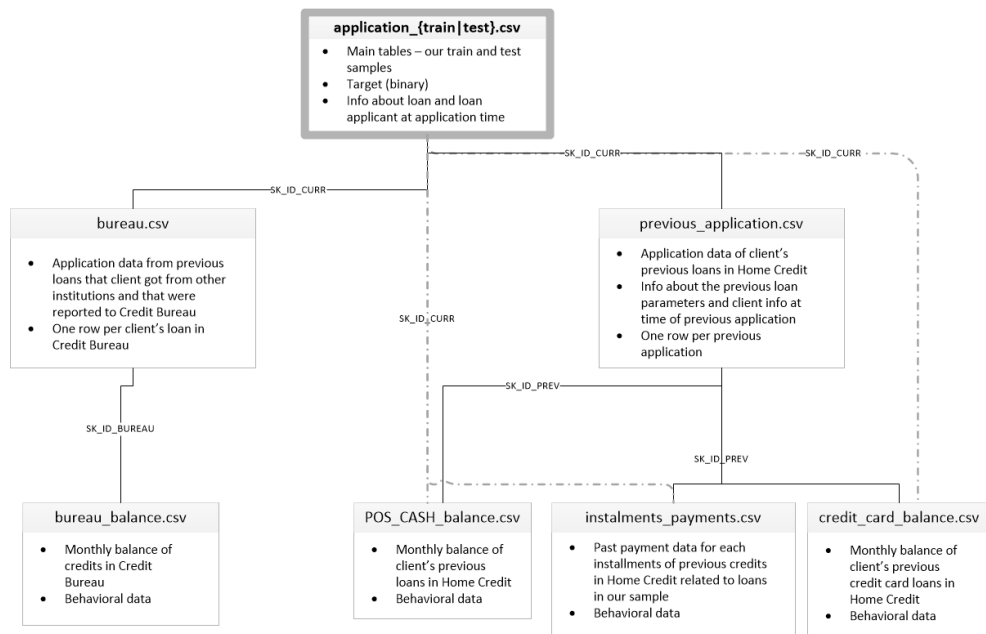 application_{train|test}.csv
• Main tables – our train and test
samples
• Target (binary)
• Info about loan and loan
applicant at application time
SK_ID_CURR
SK_ID_CURR
SK_ID_CURR
bureau.csv
• Application data from previous
loans that client got from other
institutions and that were
reported to Credit Bureau
• One row per client's loan in
Credit Bureau
previous_application.csv
• Application data of client's
previous loans in Home Credit
• Info about the previous loan
parameters and client info at
time of previous application
• One row per previous
application
SK_ID_CURR
SK_ID_PREV
SK_ID_BUREAU
SK_ID_PREV
bureau_balance.csv
• Monthly balance of
credits in Credit
Bureau
• Behavioral data
POS_CASH_balance.csv
• Monthly balance of
client's previous
loans in Home Credit
• Behavioral data
instalments_payments.csv
• Past payment data for each
installments of previous credits
in Home Credit related to loans
in our sample
• Behavioral data
credit_card_balance.csv
• Monthly balance of
client's previous
credit card loans in
Home Credit
• Behavioral data